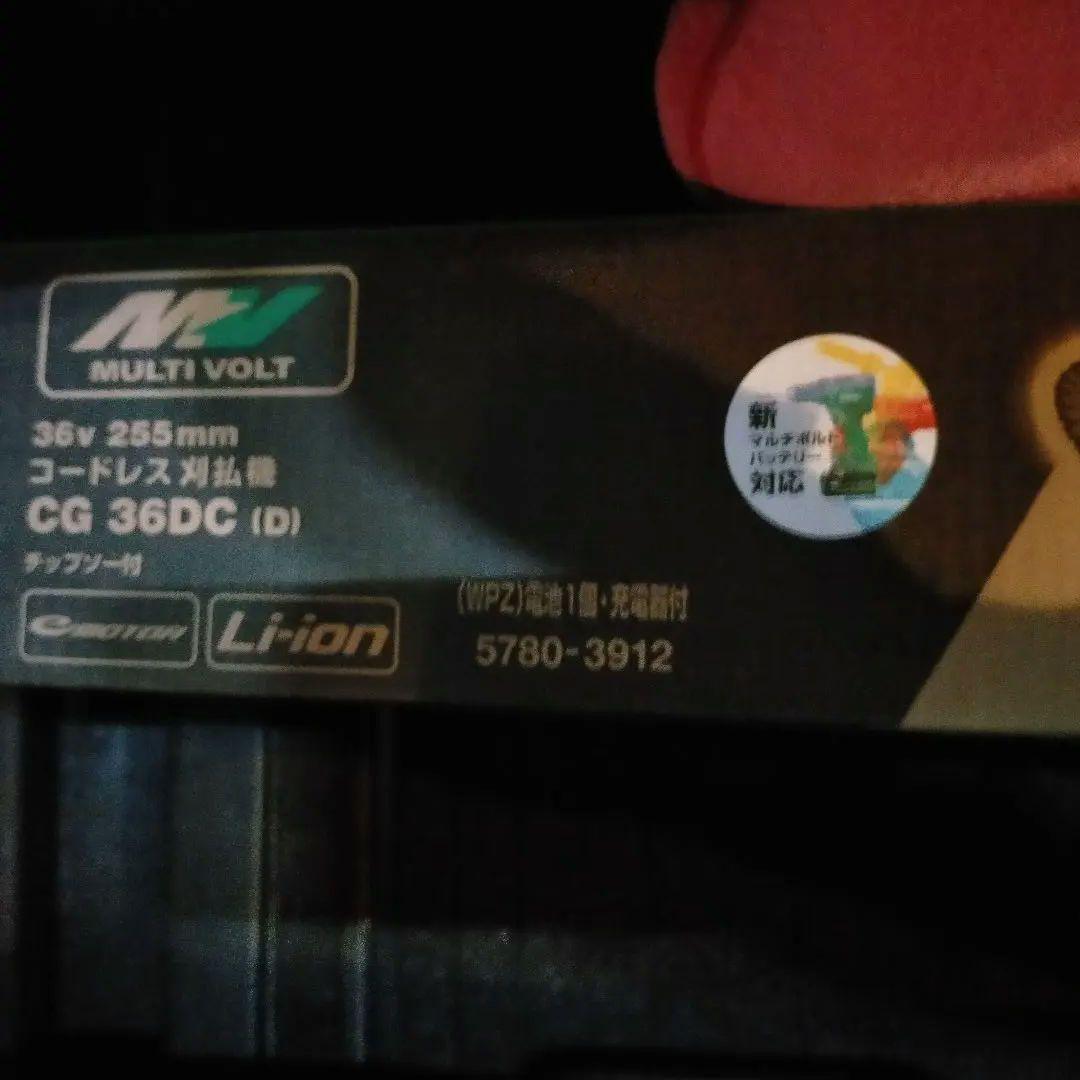 MV
MULTI VOLT
36v 255mm
コードレス 刈払機
CG 36DC (D)
チップソー付
eMOTOR
Li-ion
(WPZ)電池1個・充電器付
5780-3912
新
マルチボルト
バッテリー
対応